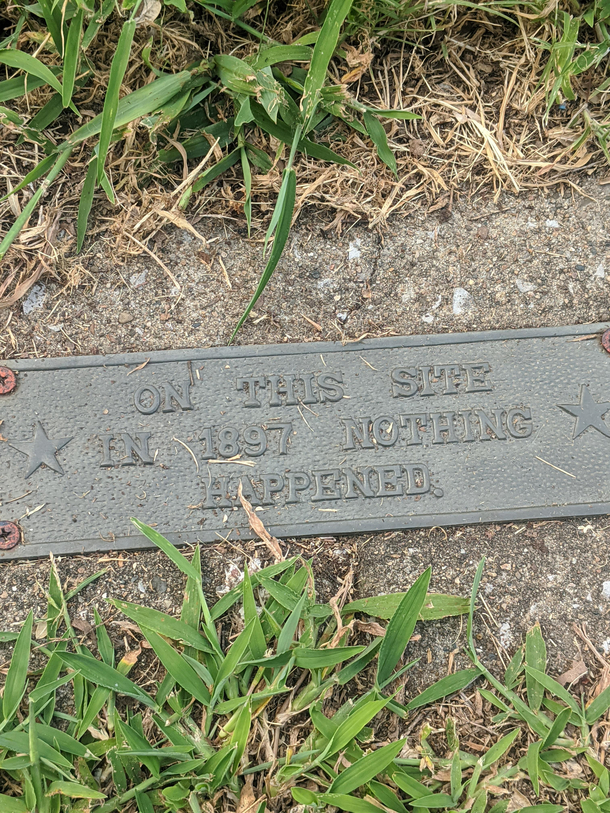 ON THIS SITE
IN 1897 NOTHING
HAPPENED.